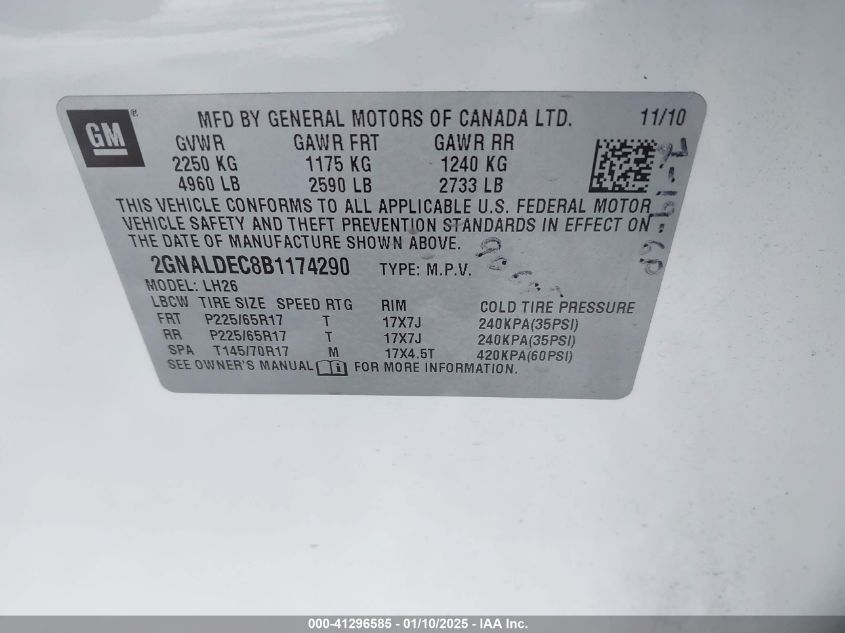 GM ® MFD BY GENERAL MOTORS OF CANADA LTD. 11/10
GVWR GAWR FRT GAWR RR
2250 KG 1175 KG 1240 KG
4960 LB 2590 LB 2733 LB
THIS VEHICLE CONFORMS TO ALL APPLICABLE U.S. FEDERAL MOTOR
VEHICLE SAFETY AND THEFT PREVENTION STANDARDS IN EFFECT ON
THE DATE OF MANUFACTURE SHOWN ABOVE.
2GNALDEC8B1174290 TYPE: M.P.V.
MODEL: LH26
LBCW TIRE SIZE SPEED RTG RIM COLD TIRE PRESSURE
FRT P225/65R17 T 17X7J 240KPA(35PSI)
RR P225/65R17 T 17X7J 240KPA(35PSI)
SPA T145/70R17 M 17X4.5T 420KPA(60PSI)
SEE OWNER'S MANUAL FOR MORE INFORMATION.
000-41296585 — 01/10/2025 — IAA Inc.